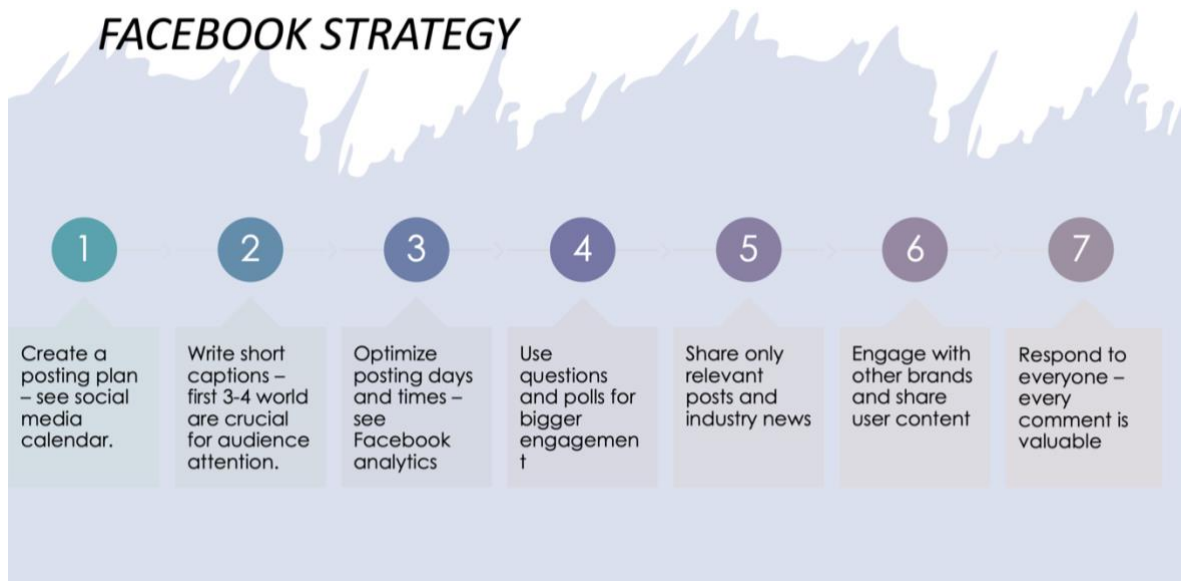 FACEBOOK STRATEGY
1
Create a
posting plan
– see social
media
calendar.
2
Write short
captions –
first 3-4 world
are crucial
for audience
attention.
3
Optimize
posting days
and times –
see
Facebook
analytics
4
Use
questions
and polls for
bigger
engagemen
t
5
Share only
relevant
posts and
industry news
6
Engage with
other brands
and share
user content
7
Respond to
everyone –
every
comment is
valuable